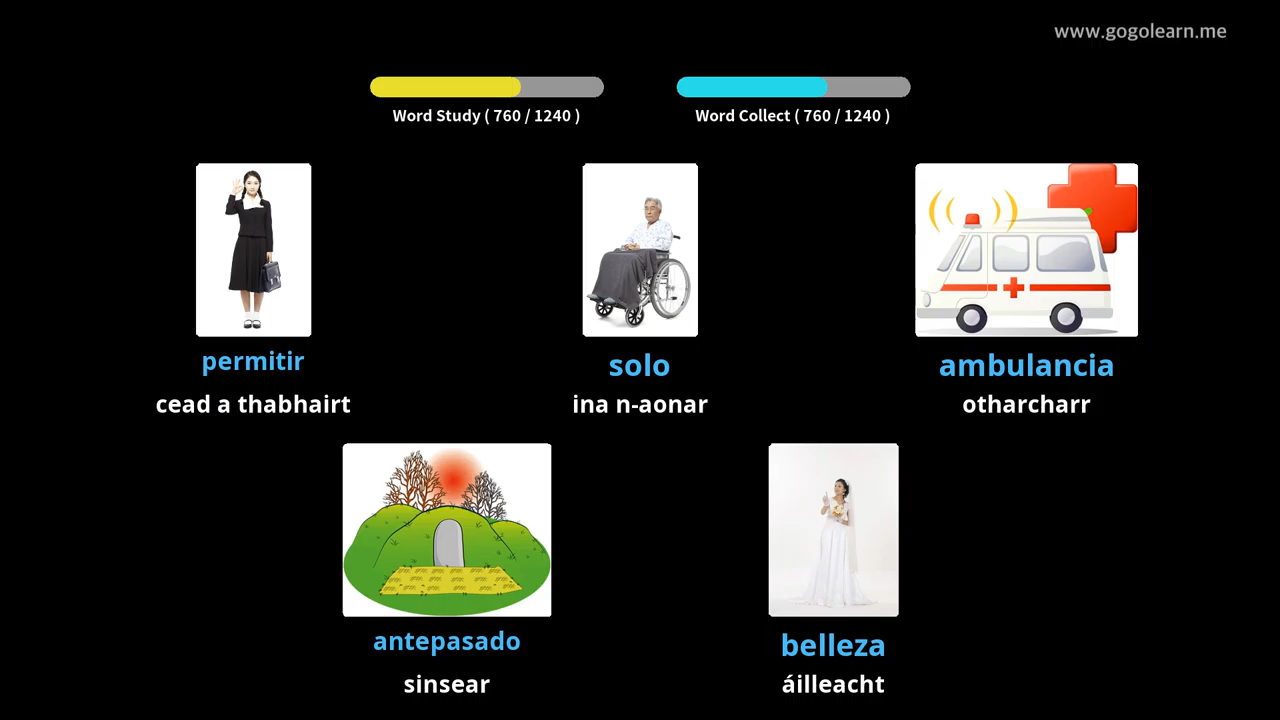 www.gogolearn.me
Word Study ( 760 / 1240 )
Word Collect ( 760 / 1240 )
permitir
solo
ambulancia
cead a thabhairt
ina n-aonar
otharcharr
antepasado
belleza
sinsear
áilleacht